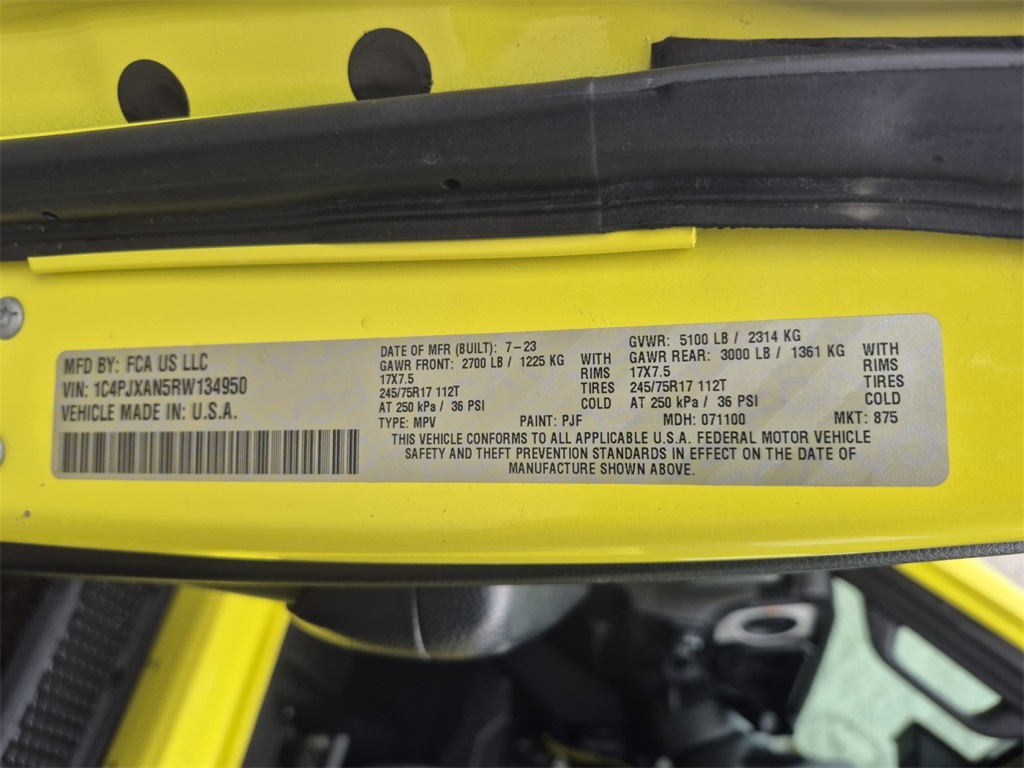 MFD BY: FCA US LLC
VIN: 1C4PJXAN5RW134950
VEHICLE MADE IN: U.S.A.
DATE OF MFR (BUILT): 7-23
GAWR FRONT: 2700 LB / 1225 KG WITH
17X7.5 RIMS
245/75R17 112T TIRES
AT 250 kPa / 36 PSI COLD
GVWR: 5100 LB / 2314 KG
GAWR REAR: 3000 LB / 1361 KG WITH
17X7.5 RIMS
245/75R17 112T TIRES
AT 250 kPa / 36 PSI COLD
TYPE: MPV PAINT: PJF MDH: 071100 MKT: 875
THIS VEHICLE CONFORMS TO ALL APPLICABLE U.S.A. FEDERAL MOTOR VEHICLE
SAFETY AND THEFT PREVENTION STANDARDS IN EFFECT ON THE DATE OF
MANUFACTURE SHOWN ABOVE.